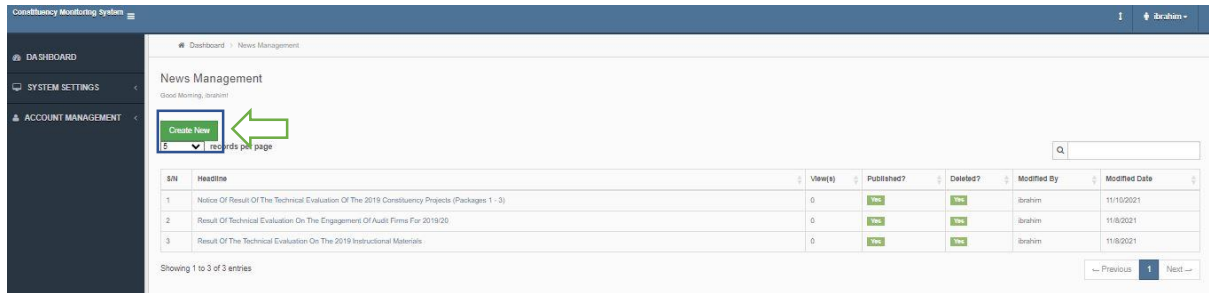 Constituency Monitoring System
ibrahim
Dashboard > News Management
DASHBOARD
News Management
SYSTEM SETTINGS
Good Morning, ibrahim!
ACCOUNT MANAGEMENT
Create New
5 records per page
S/N Headline View(s) Published? Deleted? Modified By Modified Date
1 Notice Of Result Of The Technical Evaluation Of The 2019 Constituency Projects (Packages 1 - 3) 0 Yes Yes ibrahim 11/10/2021
2 Result Of Technical Evaluation On The Engagement Of Audit Firms For 2019/20 0 Yes Yes ibrahim 11/8/2021
3 Result Of The Technical Evaluation On The 2019 Instructional Materials 0 Yes Yes ibrahim 11/8/2021
Showing 1 to 3 of 3 entries
← Previous 1 Next →